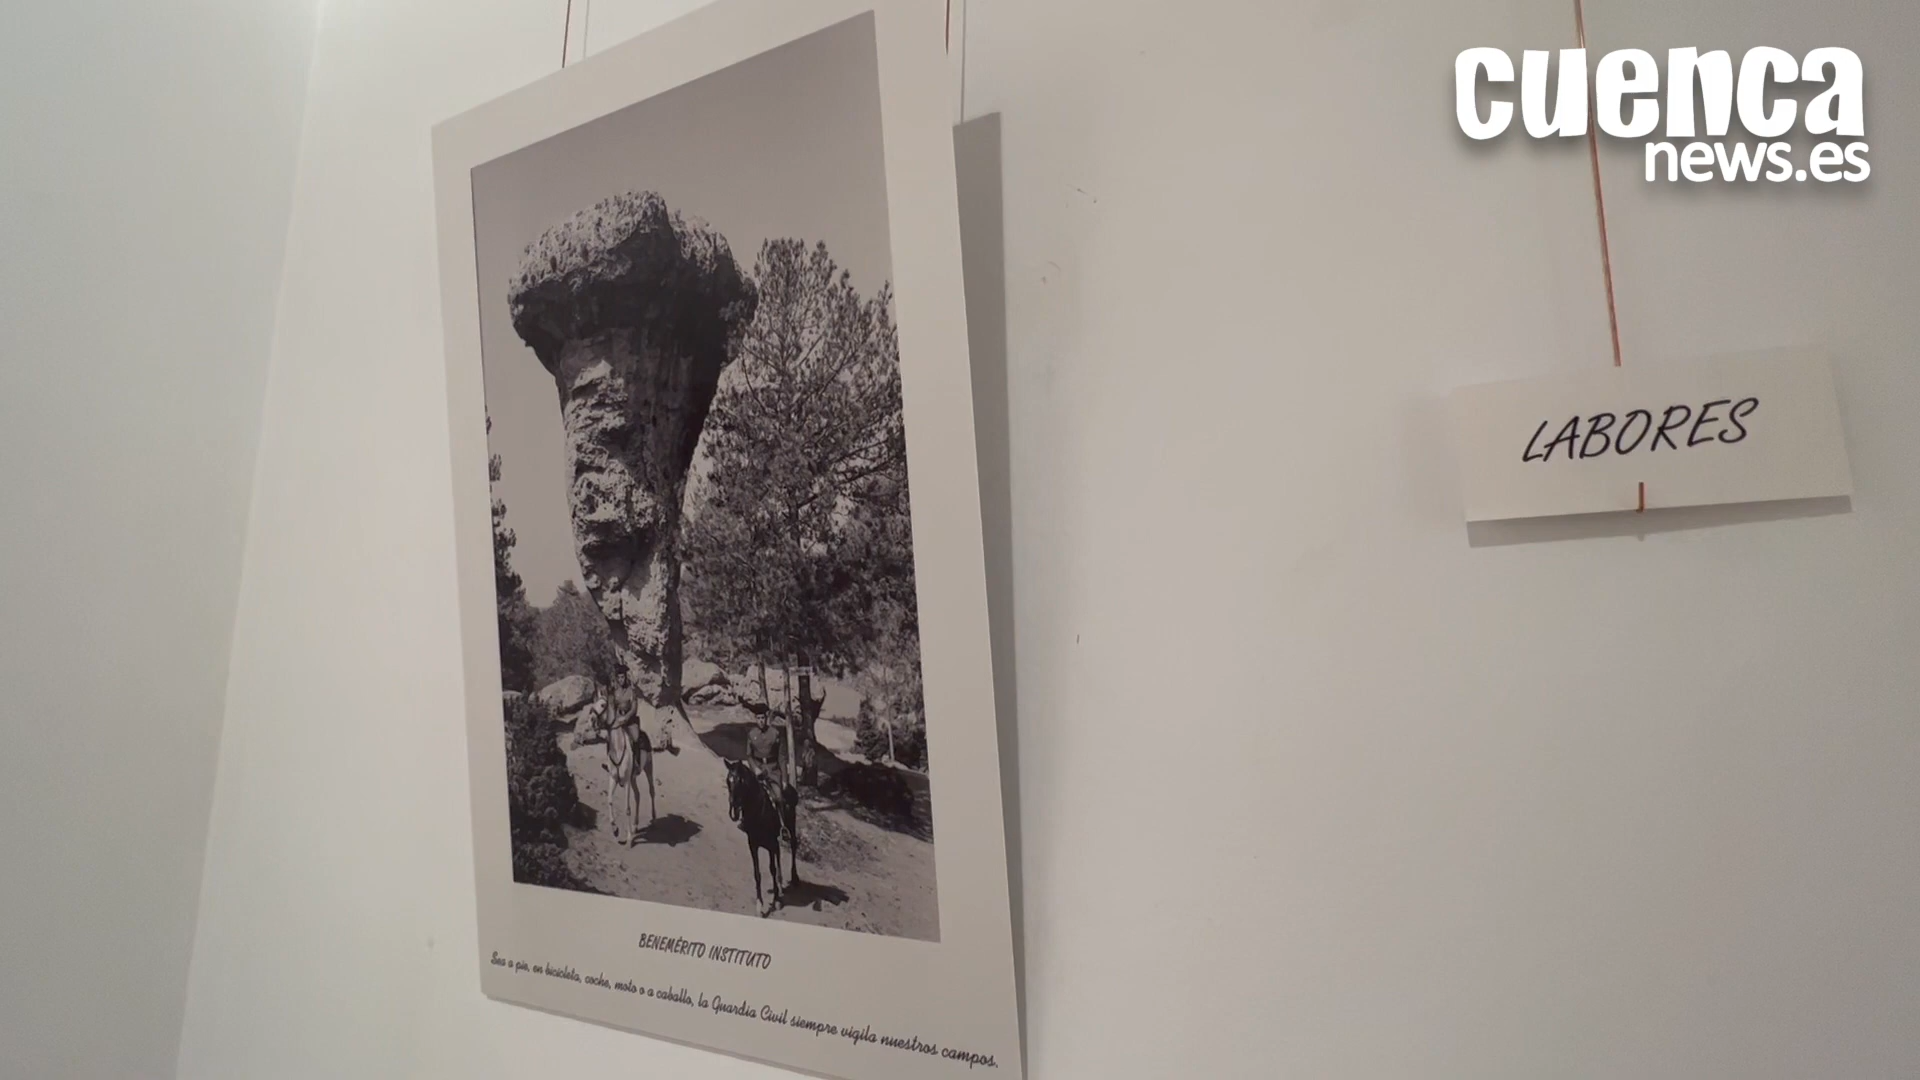 cuenca
news.es
LABORES
BENEMÉRITO INSTITUTO
Sea a pie, en bicicleta, coche, moto o a caballo, la Guardia Civil siempre vigila nuestros campos.